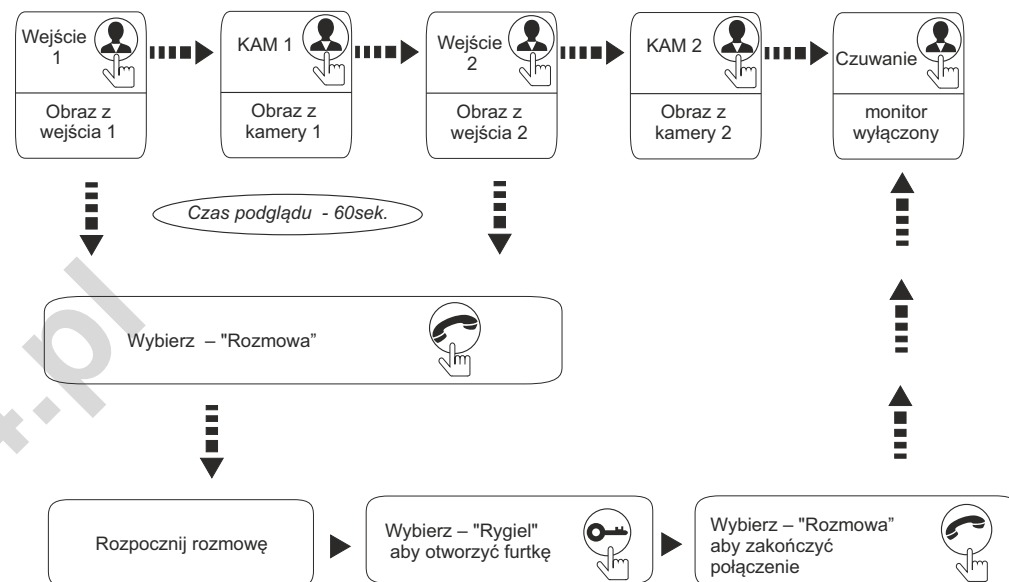 Wejście
1
Obraz z
wejścia 1
KAM 1
Obraz z
kamery 1
Wejście
2
Obraz z
wejścia 2
KAM 2
Obraz z
kamery 2
Czuwanie
monitor
wyłączony
Czas podglądu - 60sek.
Wybierz – "Rozmowa"
Rozpocznij rozmowę
Wybierz – "Rygiel"
aby otworzyć furtkę
Wybierz – "Rozmowa"
aby zakończyć
połączenie
4.pl